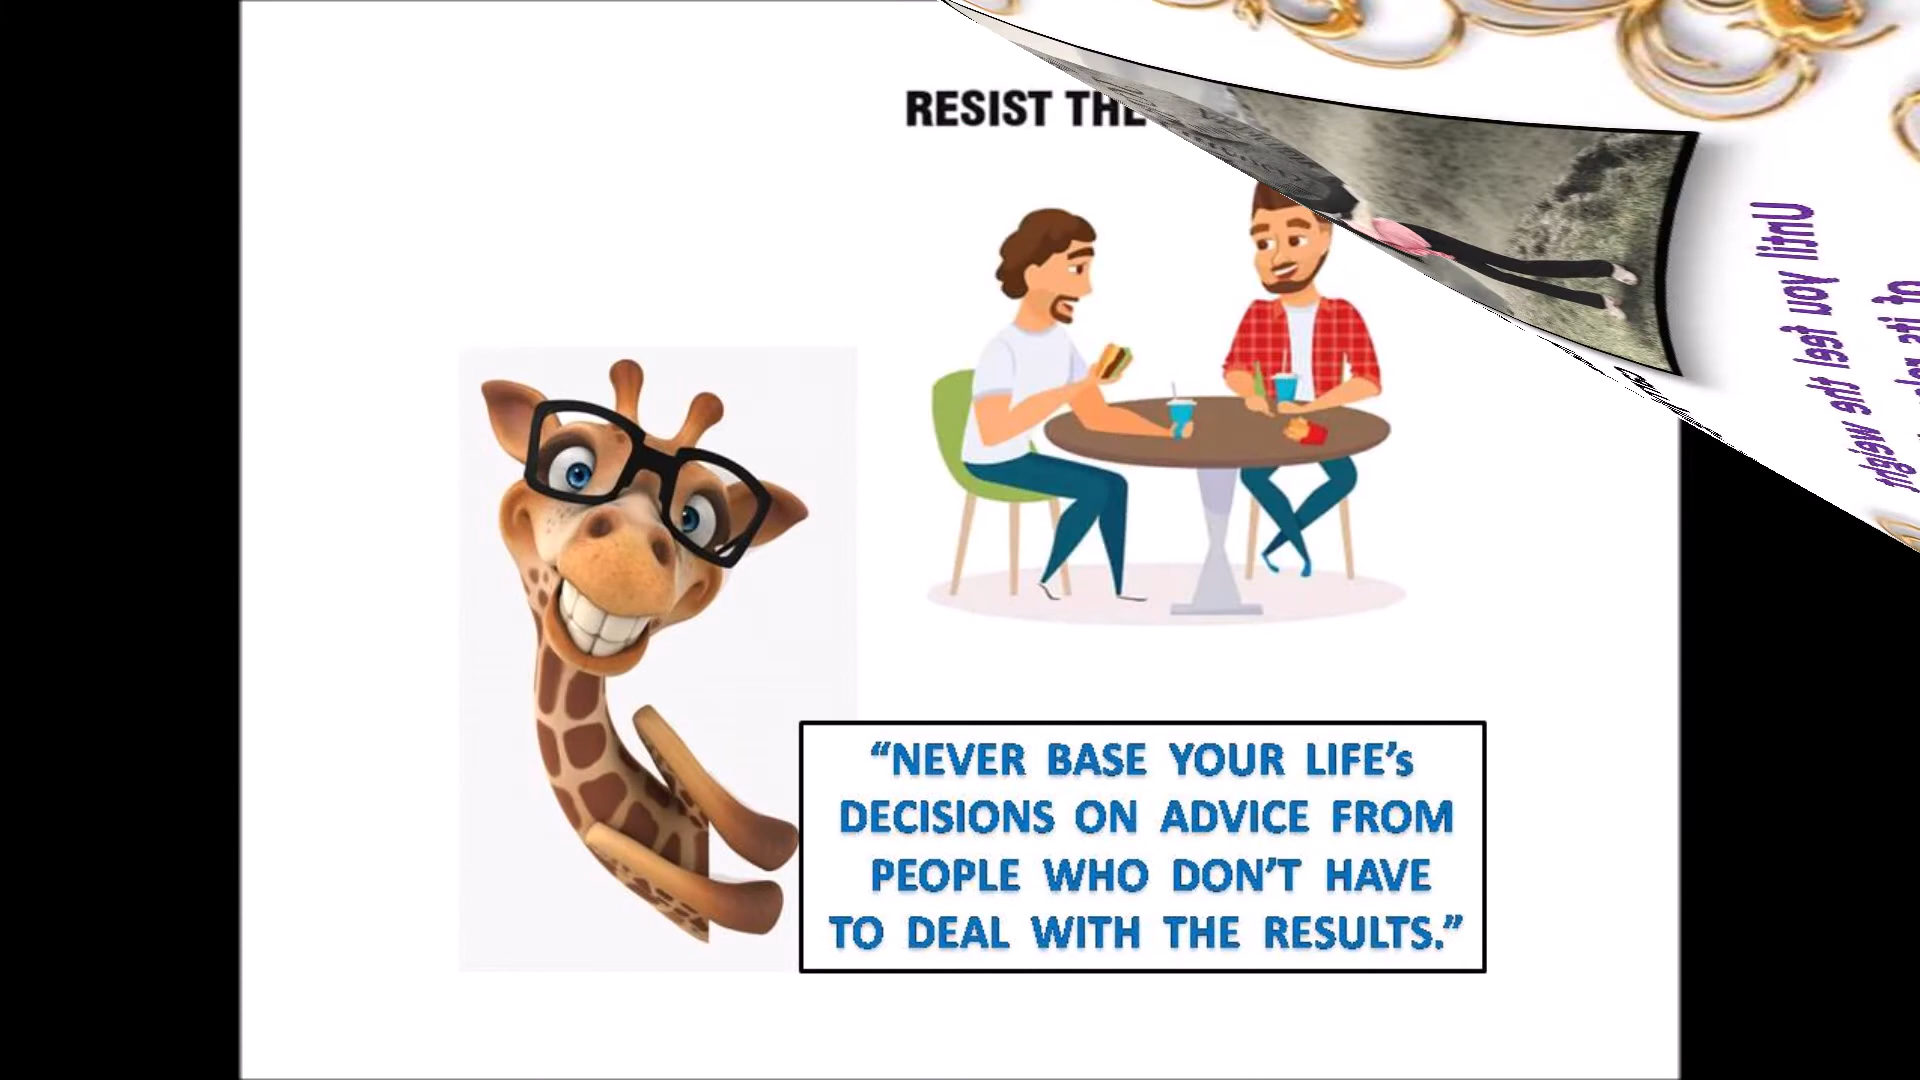 RESIST THE
“NEVER BASE YOUR LIFE’s
DECISIONS ON ADVICE FROM
PEOPLE WHO DON’T HAVE
TO DEAL WITH THE RESULTS.”
Until you feel the weight
of its